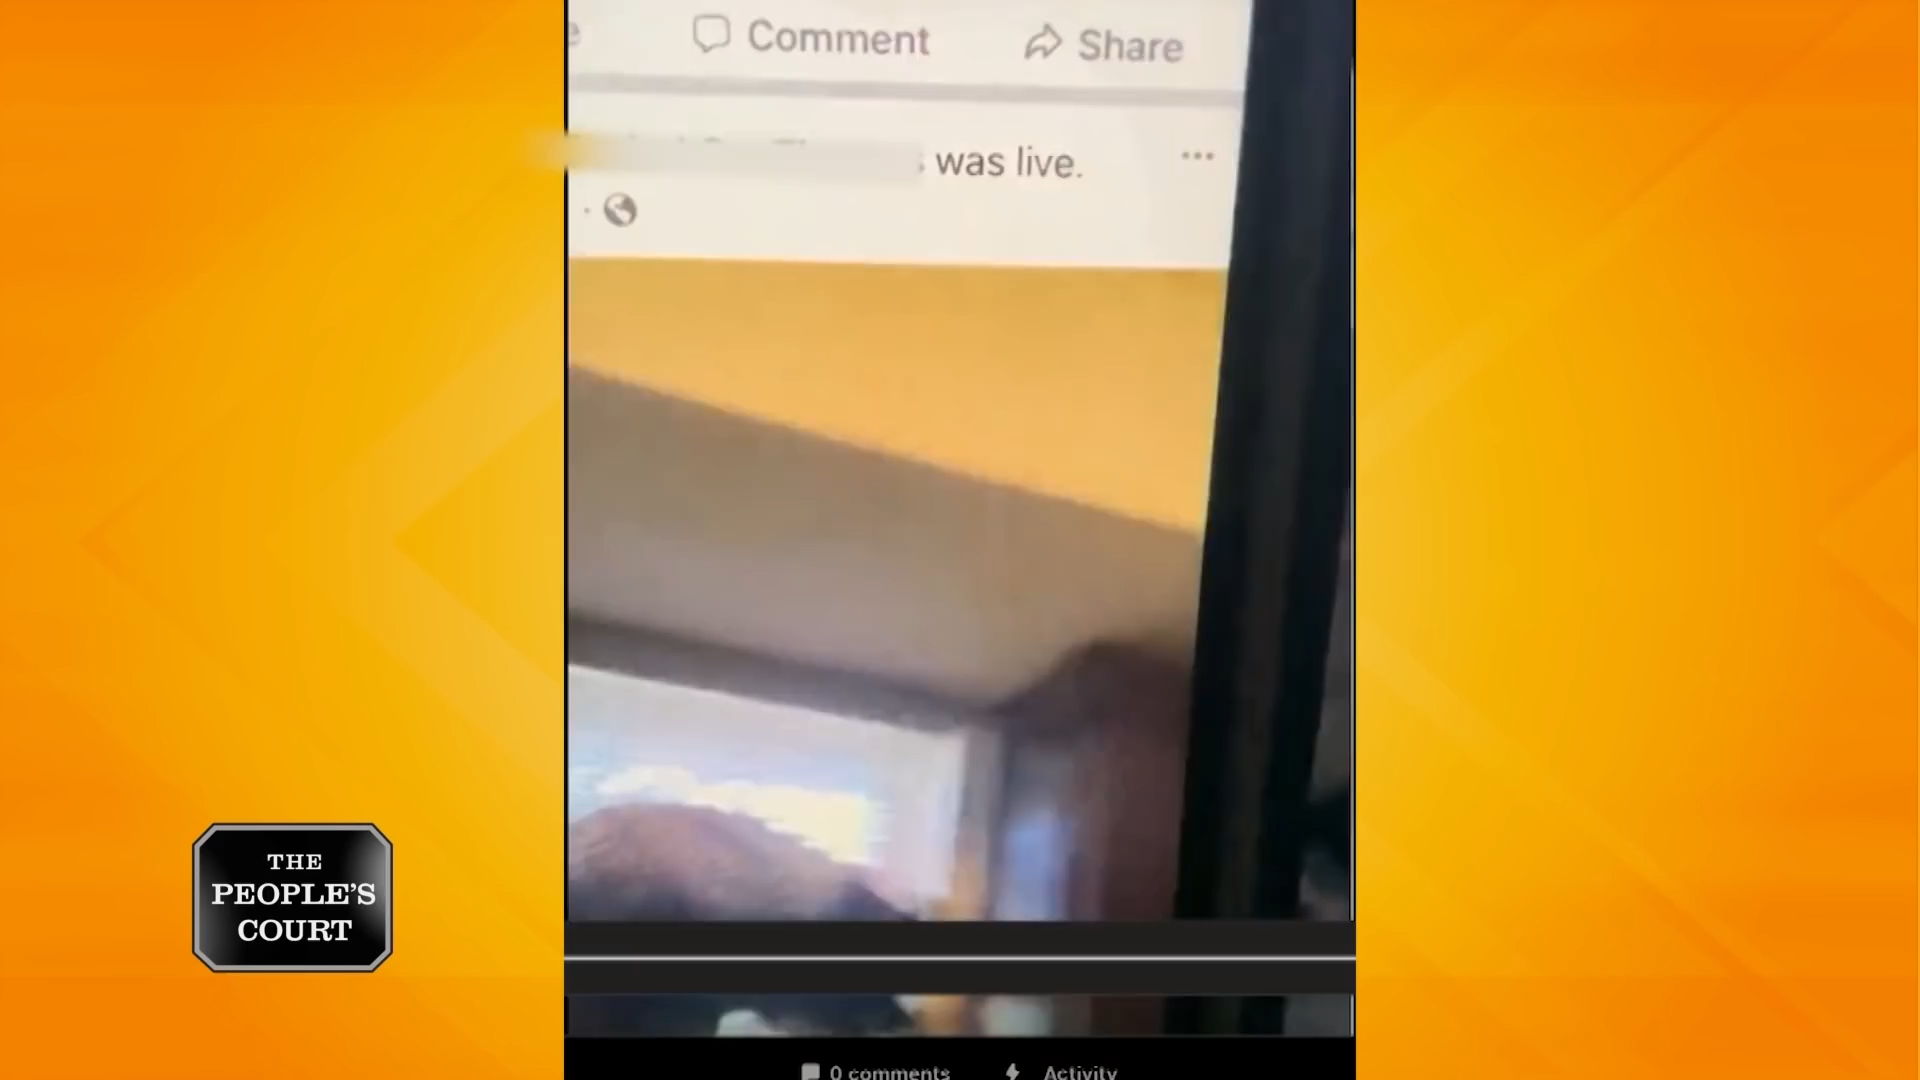 Comment
Share
was live.
THE
PEOPLE'S
COURT
0 comments
Activity